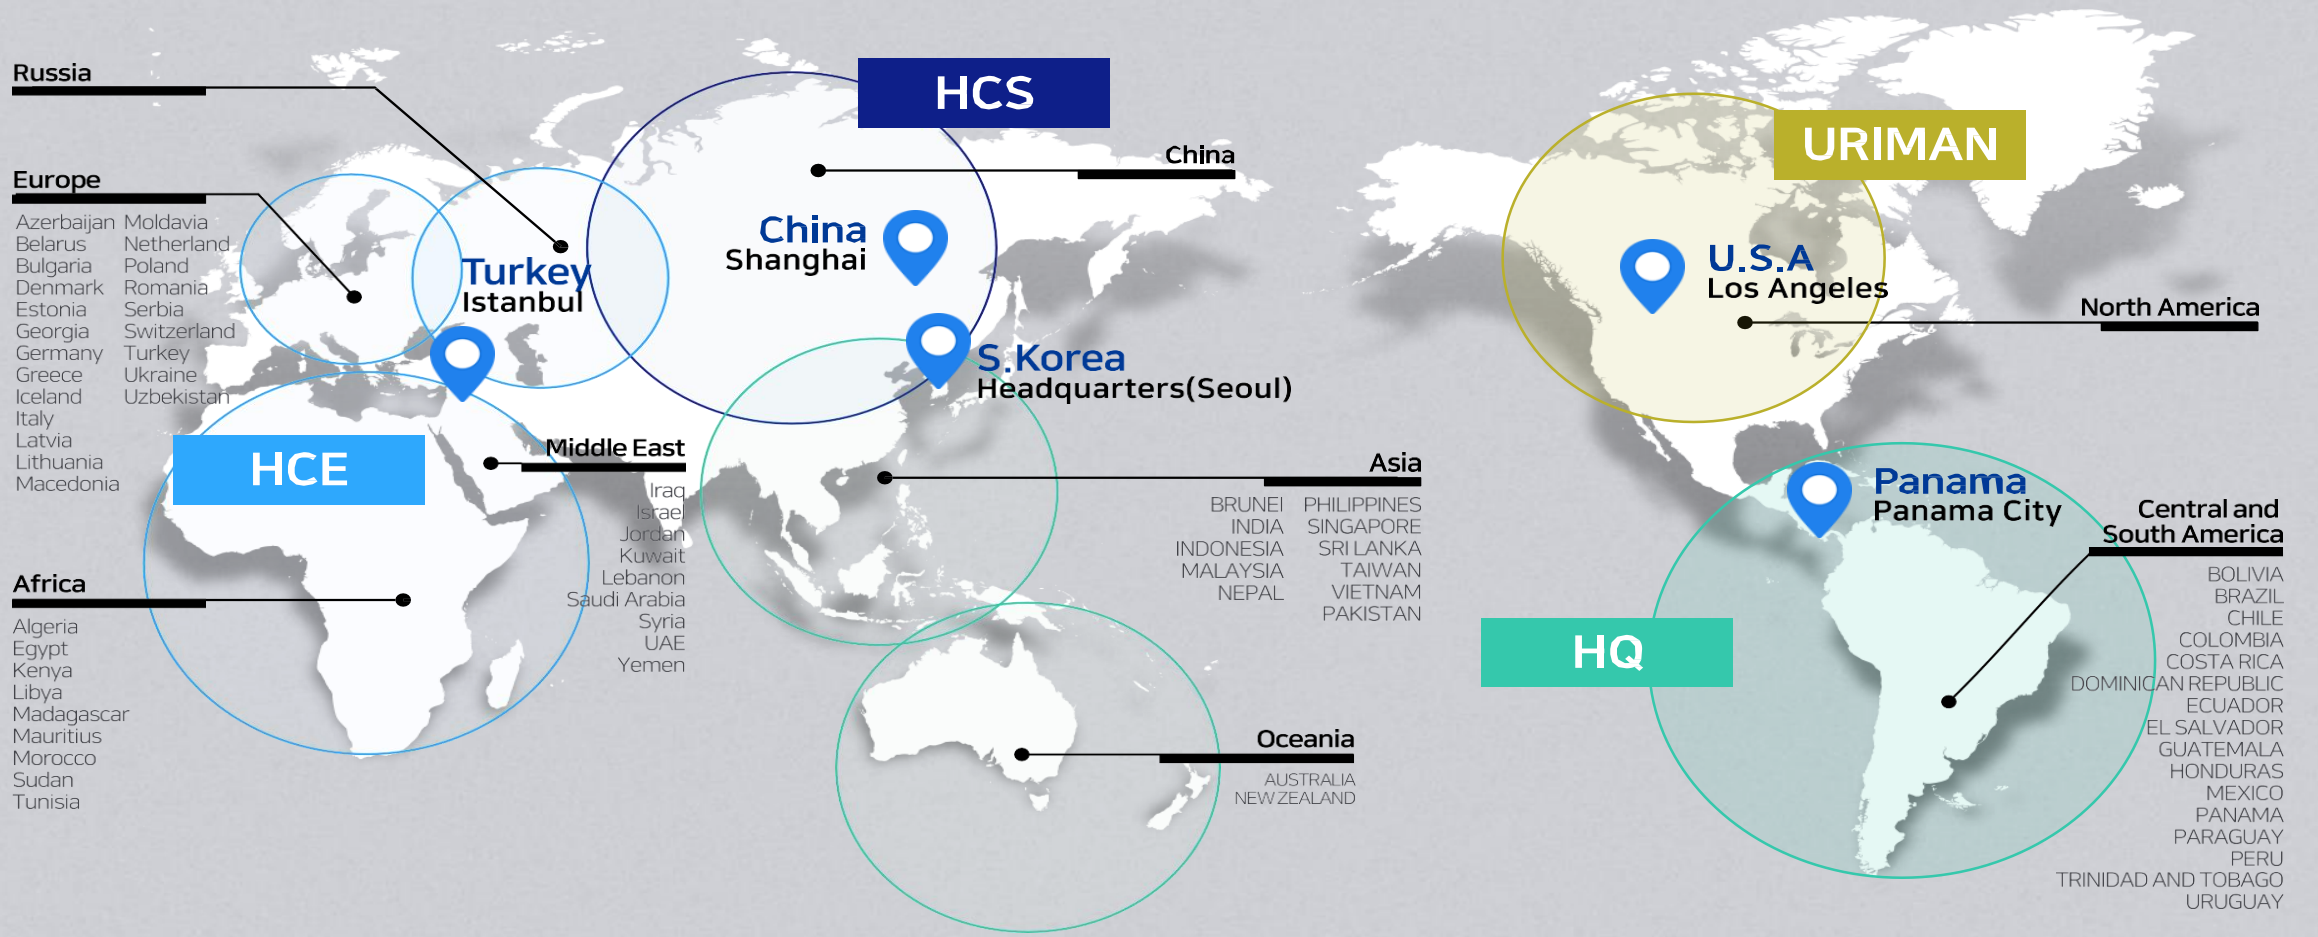 Russia
Europe
Azerbaijan Moldavia
Belarus Netherland
Bulgaria Poland
Denmark Romania
Estonia Serbia
Georgia Switzerland
Germany Turkey
Greece Ukraine
Iceland Uzbekistan
Italy
Latvia
Lithuania
Macedonia
HCE
Africa
Algeria
Egypt
Kenya
Libya
Madagascar
Mauritius
Morocco
Sudan
Tunisia
Turkey
Istanbul
Middle East
Iraq
Israel
Jordan
Kuwait
Lebanon
Saudi Arabia
Syria
UAE
Yemen
HCS
China
China
Shanghai
S.Korea
Headquarters(Seoul)
Asia
BRUNEI PHILIPPINES
INDIA SINGAPORE
INDONESIA SRI LANKA
MALAYSIA TAIWAN
NEPAL VIETNAM
PAKISTAN
Oceania
AUSTRALIA
NEW ZEALAND
URIMAN
U.S.A
Los Angeles
North America
Panama
Panama City
HQ
Central and
South America
BOLIVIA
BRAZIL
CHILE
COLOMBIA
COSTA RICA
DOMINICAN REPUBLIC
ECUADOR
EL SALVADOR
GUATEMALA
HONDURAS
MEXICO
PANAMA
PARAGUAY
PERU
TRINIDAD AND TOBAGO
URUGUAY